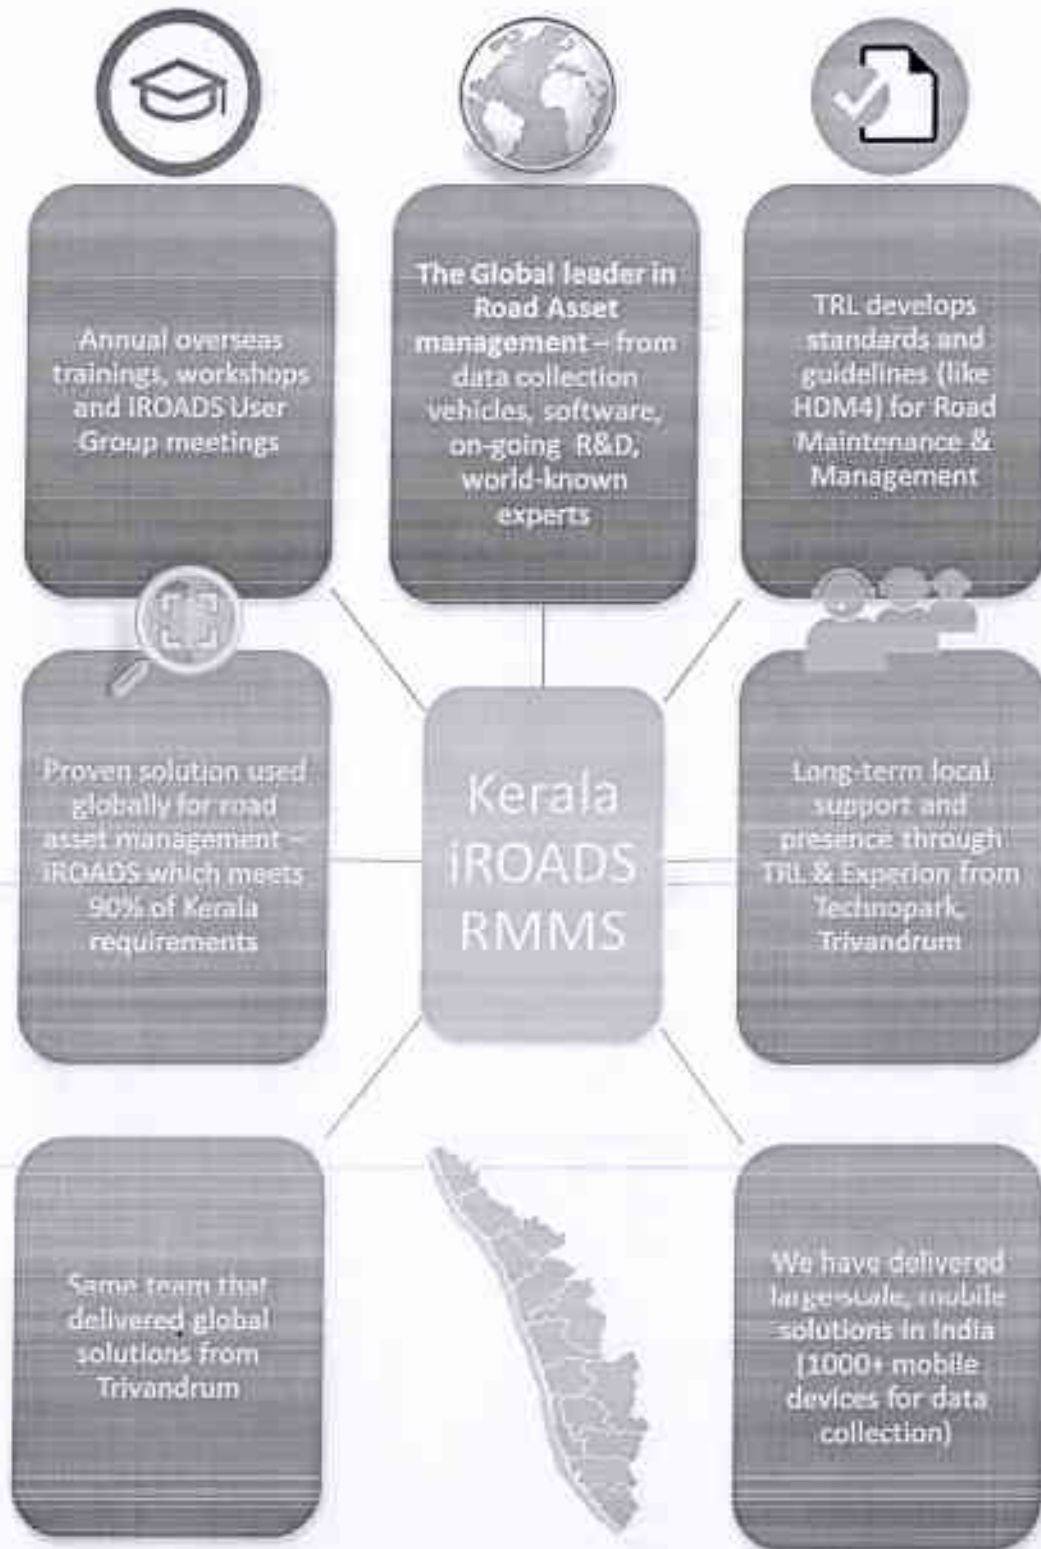 Annual overseas
trainings, workshops
and iROADS User
Group meetings
The Global leader in
Road Asset
management – from
data collection
vehicles, software,
on-going R&D,
world-known
experts
TRL develops
standards and
guidelines (like
HDM4) for Road
Maintenance &
Management
Proven solution used
globally for road
asset management –
iROADS which meets
90% of Kerala
requirements
Kerala
iROADS
RMMS
Long-term local
support and
presence through
TRL & Experion from
Technopark,
Trivandrum
Same team that
delivered global
solutions from
Trivandrum
We have delivered
large-scale, mobile
solutions in India
(1000+ mobile
devices for data
collection)